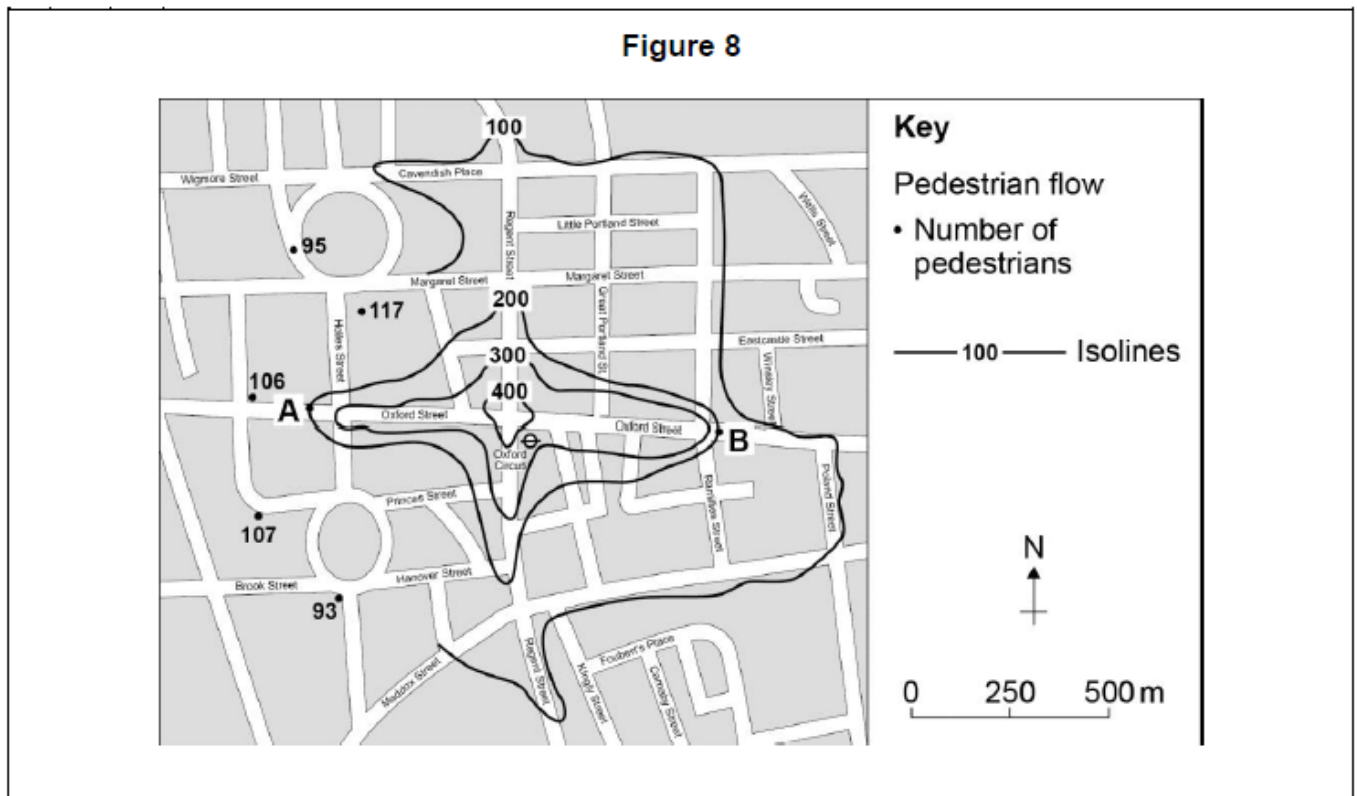 Figure 8
100
Wigmore Street
Cavendish Place
Wells Street
Regent Street
Little Portland Street
95
Margaret Street
Margaret Street
200
Great Portland St.
117
Holles Street
Eastcastle Street
300
Winsley Street
400
106
A
Oxford Street
Oxford Street
B
Oxford
Circus
Princes Street
Ramillies Street
Poland Street
107
Brook Street
Hanover Street
93
Maddox Street
Regent Street
Kingly Street
Foubert's Place
Carnaby Street
Key
Pedestrian flow
• Number of
pedestrians
100 Isolines
N
0 250 500 m